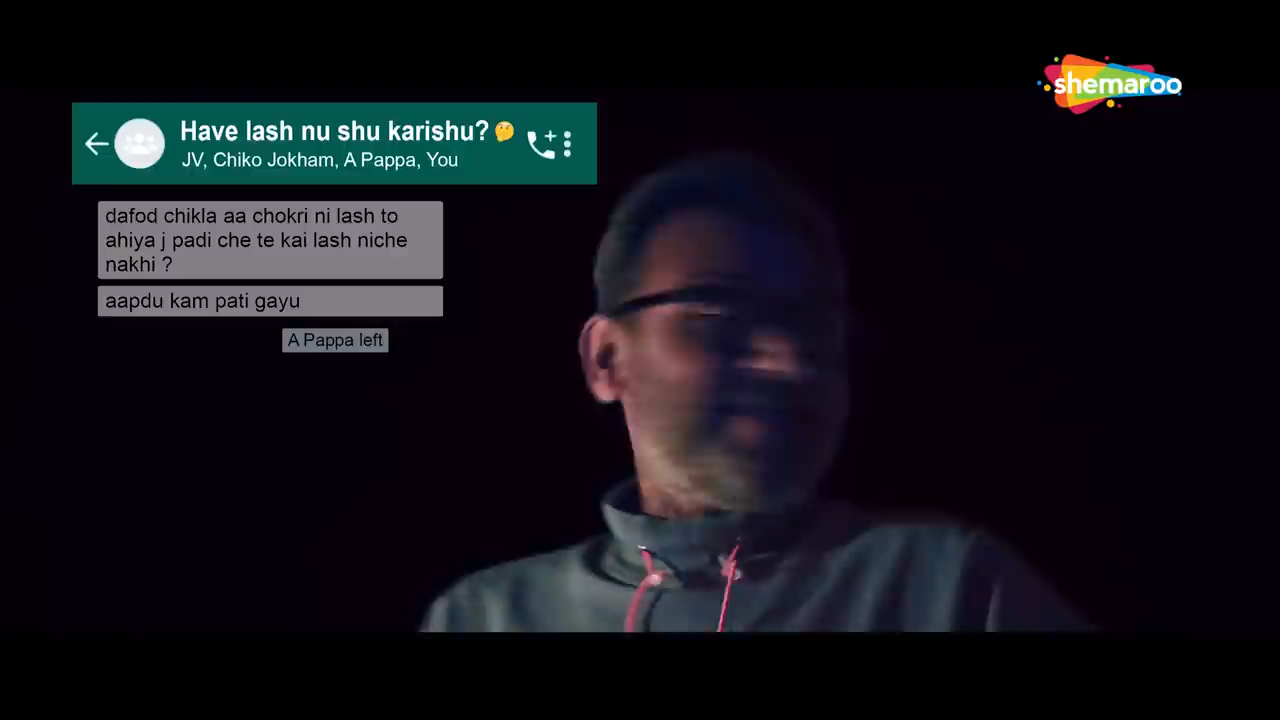 shemaroo
Have lash nu shu karishu?🤔
JV, Chiko Jokham, A Pappa, You
dafod chikla aa chokri ni lash to
ahiya j padi che te kai lash niche
nakhi ?
aapdu kam pati gayu
A Pappa left